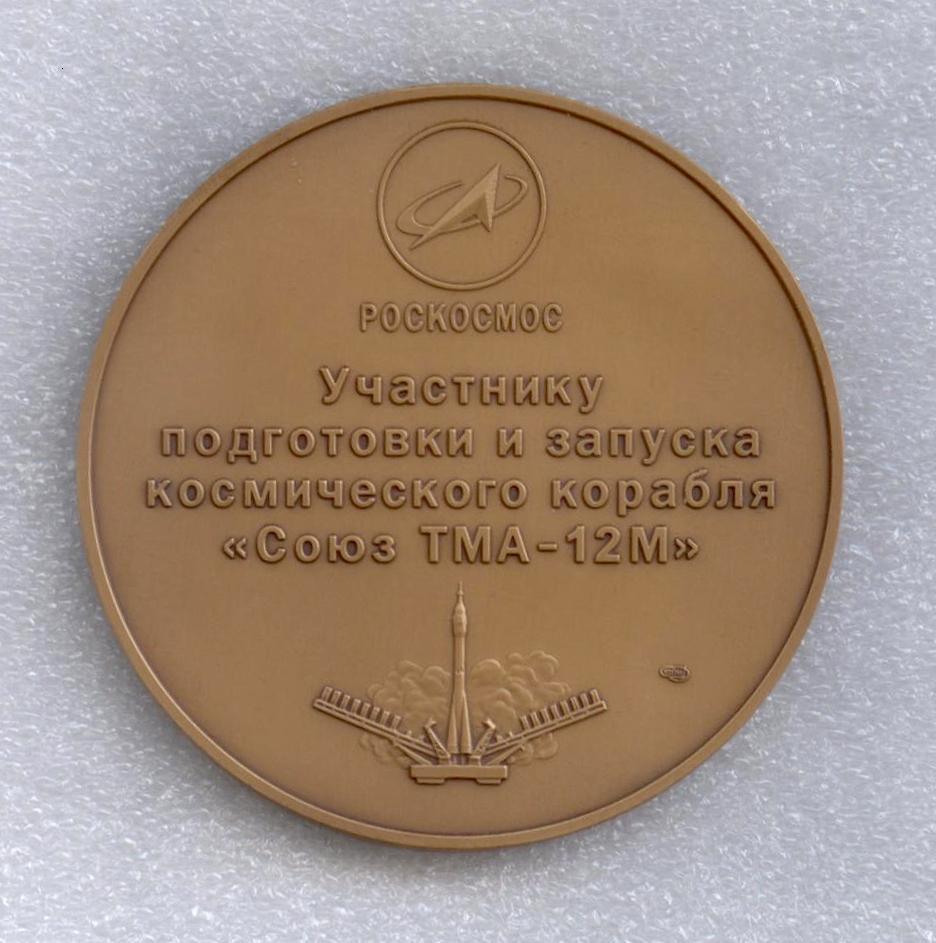 РОСКОСМОС
Участнику
подготовки и запуска
космического корабля
«Союз ТМА-12М»